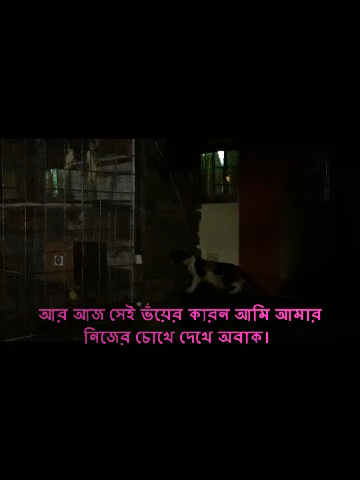 আর আজ সেই ভঁয়ের কারন আমি আমার
নিজের চোখে দেখে অবাক।